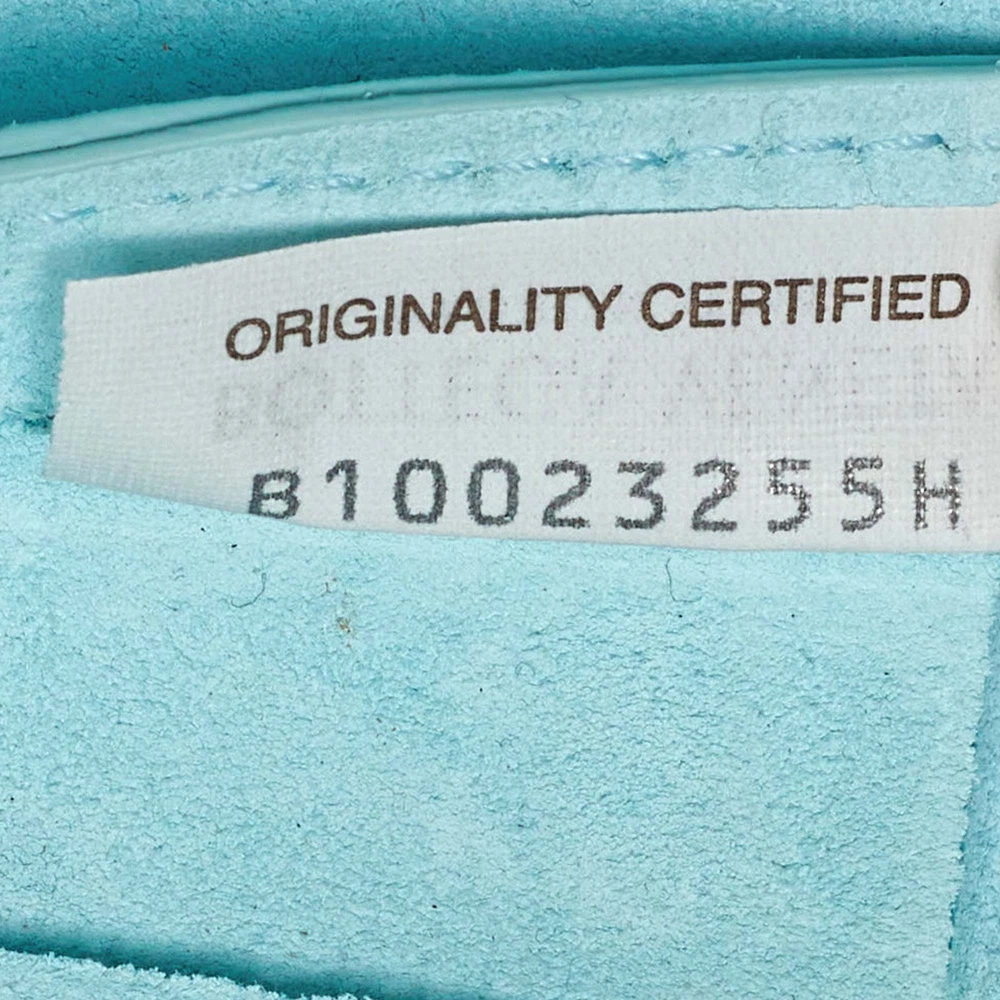 ORIGINALITY CERTIFIED
B10023255H